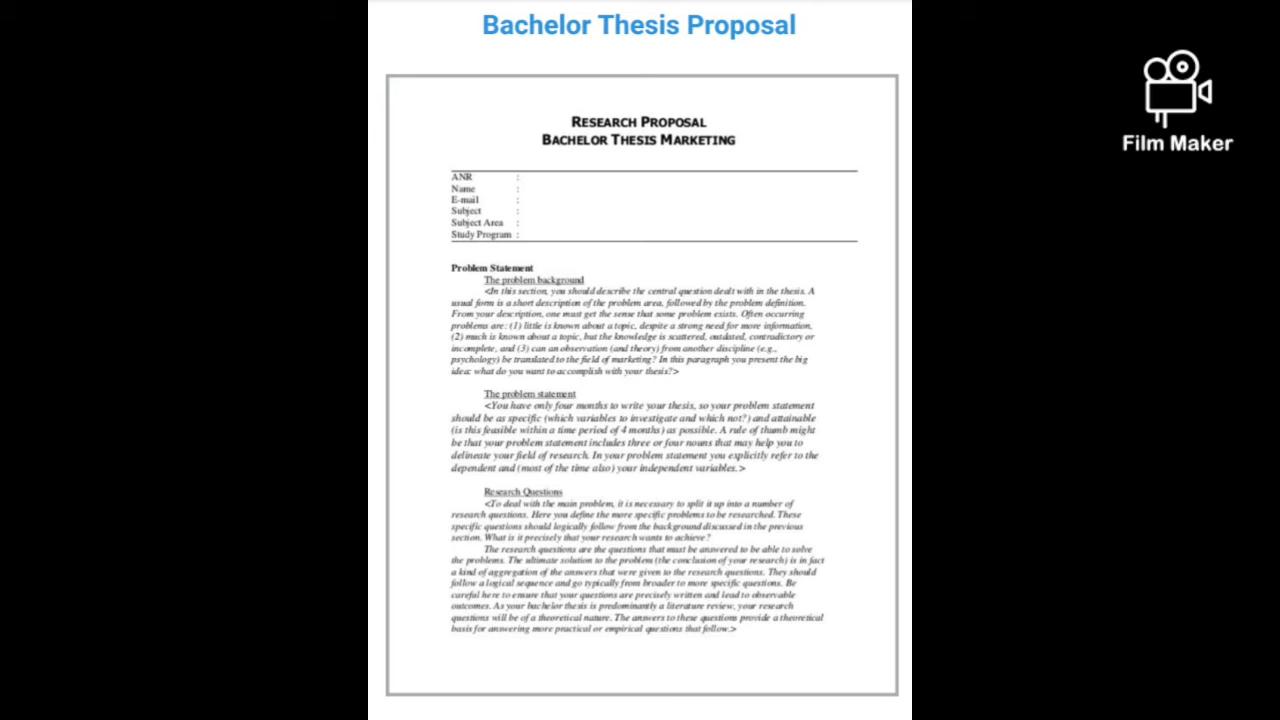 Bachelor Thesis Proposal
RESEARCH PROPOSAL
BACHELOR THESIS MARKETING
ANR :
Name :
E-mail :
Subject :
Subject Area :
Study Program :
Problem Statement
The problem background
<In this section, you should describe the central question dealt with in the thesis. A
usual form is a short description of the problem area, followed by the problem definition.
From your description, one must get the sense that some problem exists. Often occurring
problems are: (1) little is known about a topic, despite a strong need for more information,
(2) much is known about a topic, but the knowledge is scattered, outdated, contradictory or
incomplete, and (3) can an observation (and theory) from another discipline (e.g.,
psychology) be translated to the field of marketing? In this paragraph you present the big
idea: what do you want to accomplish with your thesis?>
The problem statement
<You have only four months to write your thesis, so your problem statement
should be as specific (which variables to investigate and which not?) and attainable
(is this feasible within a time period of 4 months) as possible. A rule of thumb might
be that your problem statement includes three or four nouns that may help you to
delineate your field of research. In your problem statement you explicitly refer to the
dependent and (most of the time also) your independent variables.>
Research Questions
<To deal with the main problem, it is necessary to split it up into a number of
research questions. Here you define the more specific problems to be researched. These
specific questions should logically follow from the background discussed in the previous
section. What is it precisely that your research wants to achieve?
The research questions are the questions that must be answered to be able to solve
the problems. The ultimate solution to the problem (the conclusion of your research) is in fact
a kind of aggregation of the answers that were given to the research questions. They should
follow a logical sequence and go typically from broader to more specific questions. Be
careful here to ensure that your questions are precisely written and lead to observable
outcomes. As your bachelor thesis is predominantly a literature review, your research
questions will be of a theoretical nature. The answers to these questions provide a theoretical
basis for answering more practical or empirical questions that follow.>
Film Maker